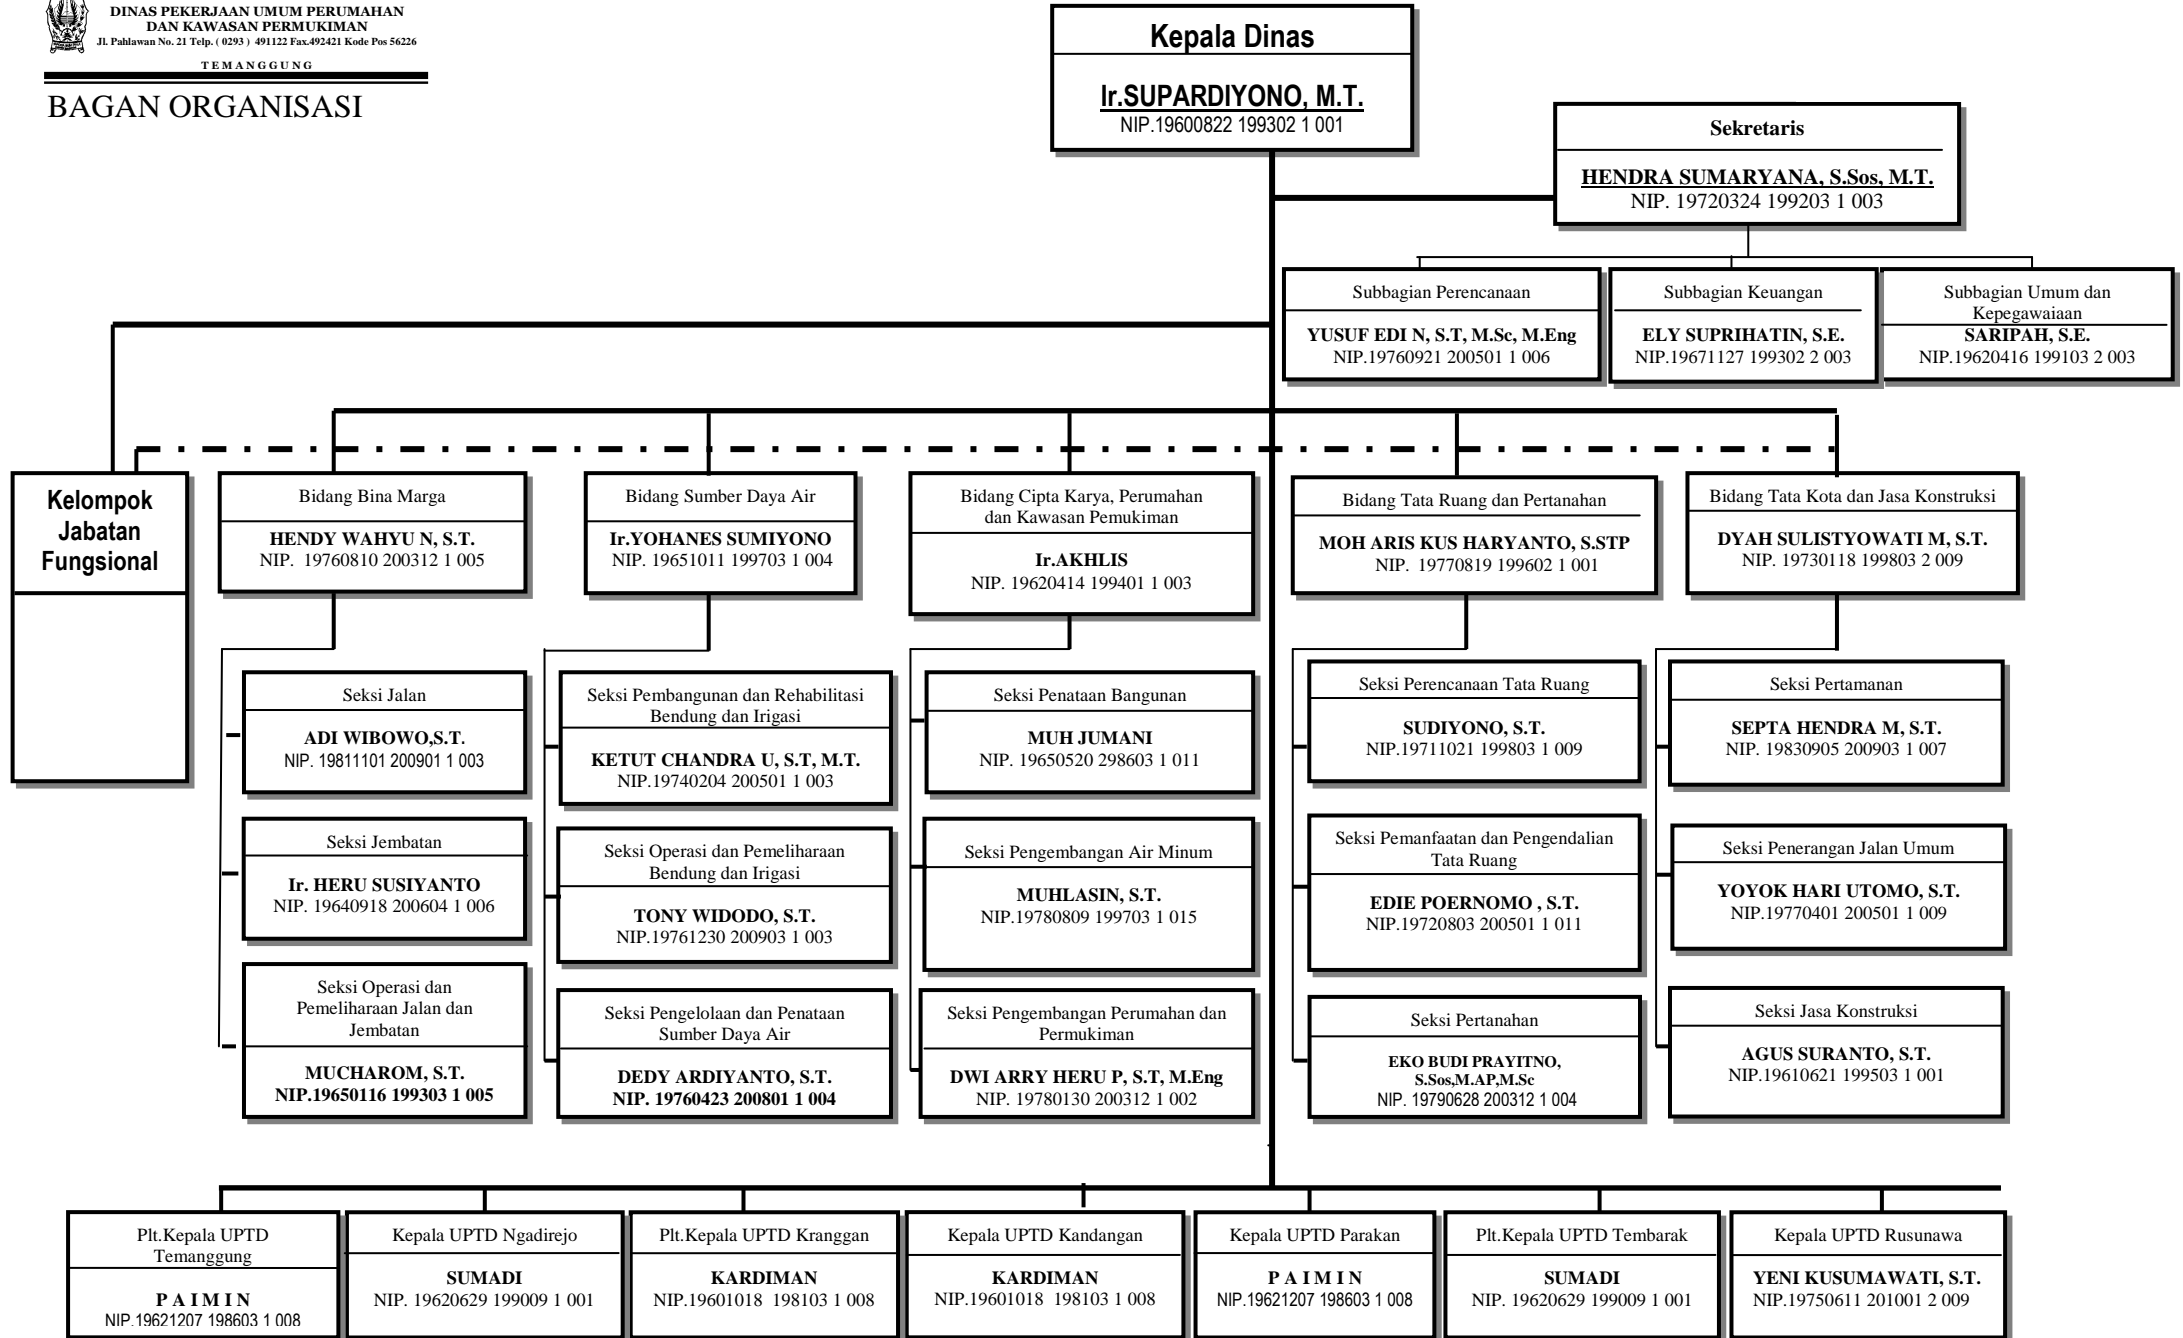 DINAS PEKERJAAN UMUM PERUMAHAN
DAN KAWASAN PERMUKIMAN
Jl. Pahlawan No. 21 Telp. ( 0293 ) 491122 Fax.492421 Kode Pos 56226
TEMANGGUNG
BAGAN ORGANISASI
Kepala Dinas
Ir.SUPARDIYONO, M.T.
NIP.19600822 199302 1 001
Sekretaris
HENDRA SUMARYANA, S.Sos, M.T.
NIP. 19720324 199203 1 003
Subbagian Perencanaan
YUSUF EDI N, S.T, M.Sc, M.Eng
NIP.19760921 200501 1 006
Subbagian Keuangan
ELY SUPRIHATIN, S.E.
NIP.19671127 199302 2 003
Subbagian Umum dan
Kepegawaiaan
SARIPAH, S.E.
NIP.19620416 199103 2 003
Kelompok
Jabatan
Fungsional
Bidang Bina Marga
HENDY WAHYU N, S.T.
NIP.  19760810 200312 1 005
Bidang Sumber Daya Air
Ir.YOHANES SUMIYONO
NIP. 19651011 199703 1 004
Bidang Cipta Karya, Perumahan
dan Kawasan Pemukiman
Ir.AKHLIS
NIP. 19620414 199401 1 003
Bidang Tata Ruang dan Pertanahan
MOH ARIS KUS HARYANTO, S.STP
NIP.  19770819 199602 1 001
Bidang Tata Kota dan Jasa Konstruksi
DYAH SULISTYOWATI M, S.T.
NIP. 19730118 199803 2 009
Seksi Jalan
ADI WIBOWO,S.T.
NIP. 19811101 200901 1 003
Seksi Pembangunan dan Rehabilitasi
Bendung dan Irigasi
KETUT CHANDRA U, S.T, M.T.
NIP.19740204 200501 1 003
Seksi Penataan Bangunan
MUH JUMANI
NIP. 19650520 298603 1 011
Seksi Perencanaan Tata Ruang
SUDIYONO, S.T.
NIP.19711021 199803 1 009
Seksi Pertamanan
SEPTA HENDRA M, S.T.
NIP. 19830905 200903 1 007
Seksi Jembatan
Ir. HERU SUSIYANTO
NIP. 19640918 200604 1 006
Seksi Operasi dan Pemeliharaan
Bendung dan Irigasi
TONY WIDODO, S.T.
NIP.19761230 200903 1 003
Seksi Pengembangan Air Minum
MUHLASIN, S.T.
NIP.19780809 199703 1 015
Seksi Pemanfaatan dan Pengendalian
Tata Ruang
EDIE POERNOMO , S.T.
NIP.19720803 200501 1 011
Seksi Penerangan Jalan Umum
YOYOK HARI UTOMO, S.T.
NIP.19770401 200501 1 009
Seksi Operasi dan
Pemeliharaan Jalan dan
Jembatan
MUCHAROM, S.T.
NIP.19650116 199303 1 005
Seksi Pengelolaan dan Penataan
Sumber Daya Air
DEDY ARDIYANTO, S.T.
NIP. 19760423 200801 1 004
Seksi Pengembangan Perumahan dan
Permukiman
DWI ARRY HERU P, S.T, M.Eng
NIP. 19780130 200312 1 002
Seksi Pertanahan
EKO BUDI PRAYITNO,
S.Sos,M.AP,M.Sc
NIP. 19790628 200312 1 004
Seksi Jasa Konstruksi
AGUS SURANTO, S.T.
NIP.19610621 199503 1 001
Plt.Kepala UPTD
Temanggung
P A I M I N
NIP.19621207 198603 1 008
Kepala UPTD Ngadirejo
SUMADI
NIP. 19620629 199009 1 001
Plt.Kepala UPTD Kranggan
KARDIMAN
NIP.19601018  198103 1 008
Kepala UPTD Kandangan
KARDIMAN
NIP.19601018  198103 1 008
Kepala UPTD Parakan
P A I M I N
NIP.19621207 198603 1 008
Plt.Kepala UPTD Tembarak
SUMADI
NIP. 19620629 199009 1 001
Kepala UPTD Rusunawa
YENI KUSUMAWATI, S.T.
NIP.19750611 201001 2 009